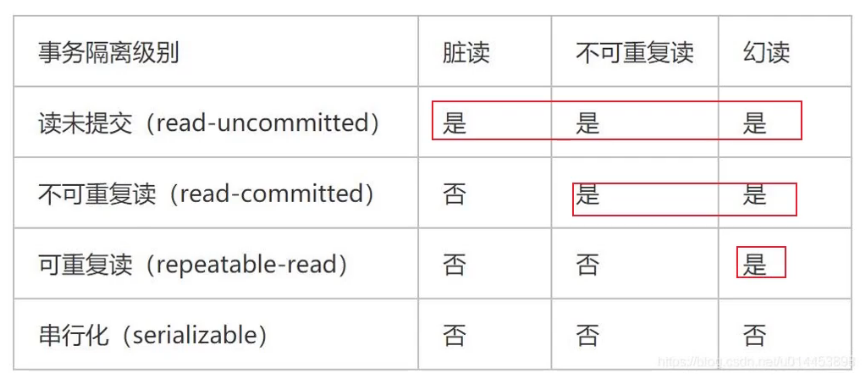 事务隔离级别 脏读 不可重复读 幻读
读未提交（read-uncommitted） 是 是 是
不可重复读（read-committed） 否 是 是
可重复读（repeatable-read） 否 否 是
串行化（serializable） 否 否 否
https://blog.csdn.net/u014453898